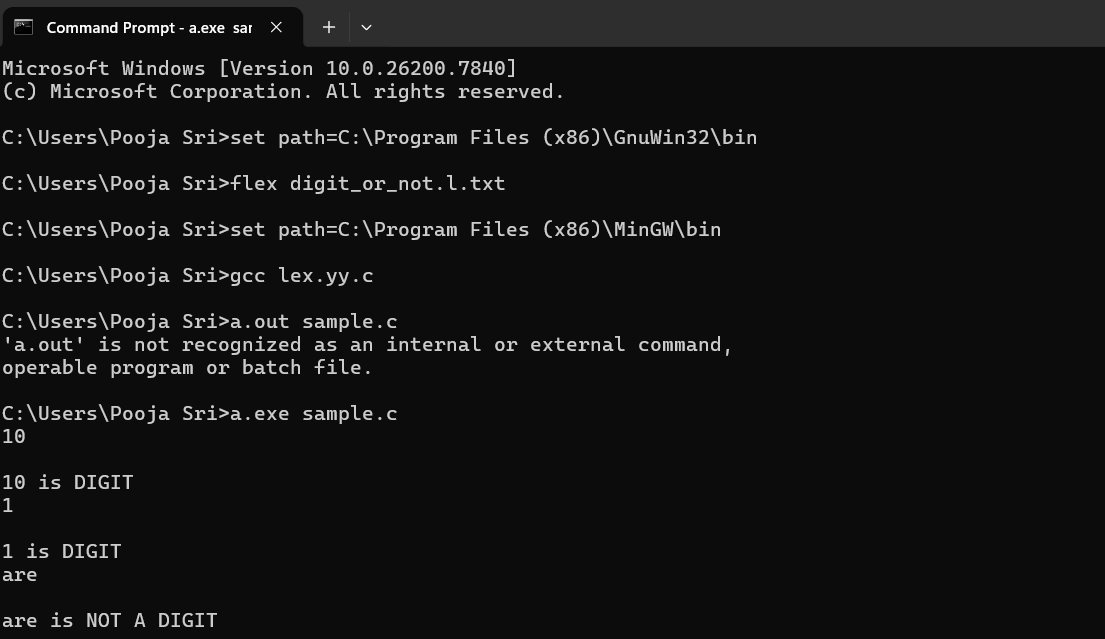 Command Prompt - a.exe sar
Microsoft Windows [Version 10.0.26200.7840]
(c) Microsoft Corporation. All rights reserved.
C:\Users\Pooja Sri>set path=C:\Program Files (x86)\GnuWin32\bin
C:\Users\Pooja Sri>flex digit_or_not.l.txt
C:\Users\Pooja Sri>set path=C:\Program Files (x86)\MinGW\bin
C:\Users\Pooja Sri>gcc lex.yy.c
C:\Users\Pooja Sri>a.out sample.c
'a.out' is not recognized as an internal or external command,
operable program or batch file.
C:\Users\Pooja Sri>a.exe sample.c
10
10 is DIGIT
1
1 is DIGIT
are
are is NOT A DIGIT